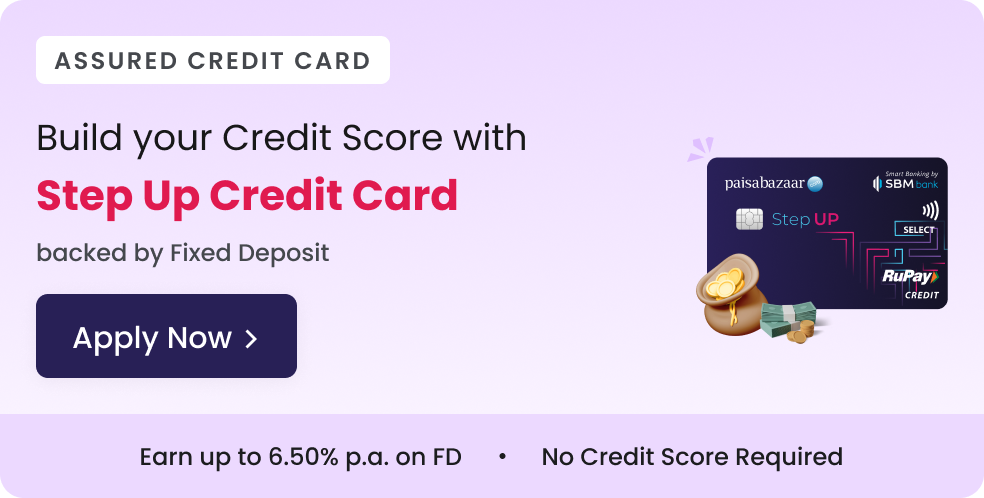 ASSURED CREDIT CARD
Build your Credit Score with
Step Up Credit Card
backed by Fixed Deposit
Apply Now >
paisabazaar
Smart Banking by
SBM bank
Step UP
SELECT
RuPay
CREDIT
Earn up to 6.50% p.a. on FD • No Credit Score Required